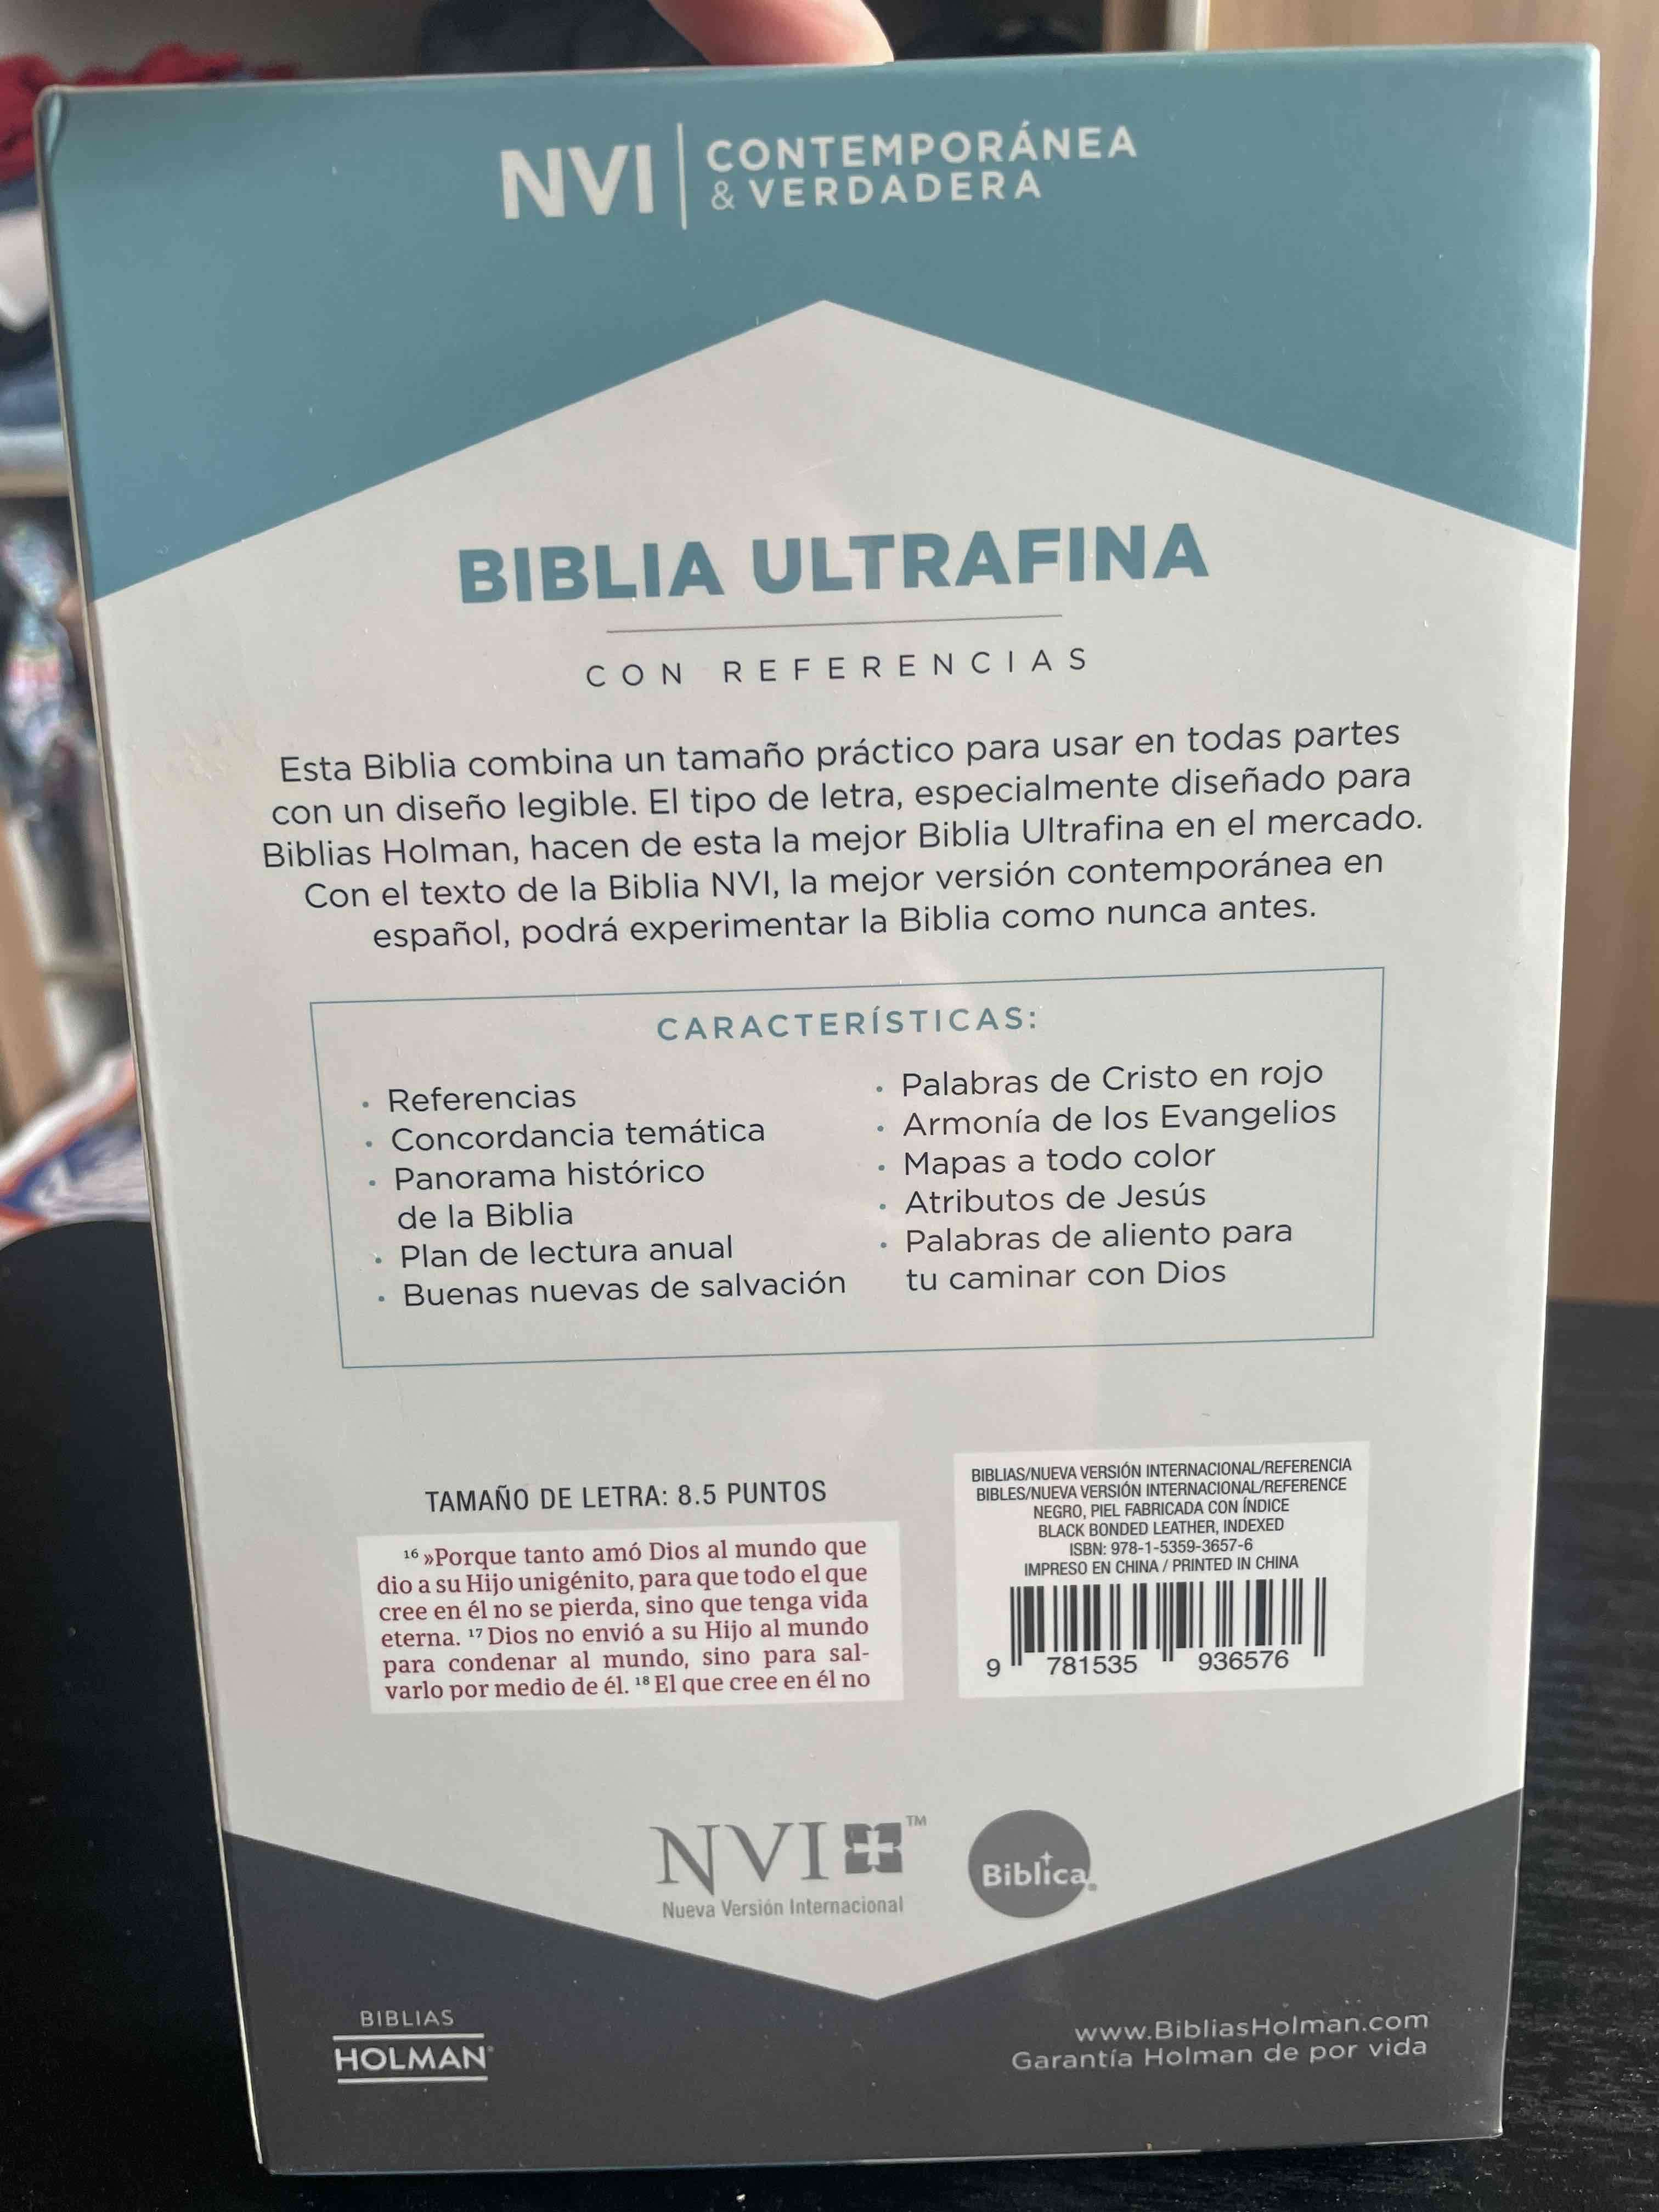 NVI
CONTEMPORÁNEA
& VERDADERA
BIBLIA ULTRAFINA
CON REFERENCIAS
Esta Biblia combina un tamaño práctico para usar en todas partes
con un diseño legible. El tipo de letra, especialmente diseñado para
Biblias Holman, hacen de esta la mejor Biblia Ultrafina en el mercado.
Con el texto de la Biblia NVI, la mejor versión contemporánea en
español, podrá experimentar la Biblia como nunca antes.
CARACTERÍSTICAS:
• Referencias
• Concordancia temática
• Panorama histórico
de la Biblia
• Plan de lectura anual
• Buenas nuevas de salvación
• Palabras de Cristo en rojo
• Armonía de los Evangelios
• Mapas a todo color
• Atributos de Jesús
• Palabras de aliento para
tu caminar con Dios
TAMAÑO DE LETRA: 8.5 PUNTOS
16 »Porque tanto amó Dios al mundo que
dio a su Hijo unigénito, para que todo el que
cree en él no se pierda, sino que tenga vida
eterna. 17 Dios no envió a su Hijo al mundo
para condenar al mundo, sino para sal-
varlo por medio de él. 18 El que cree en él no
BIBLIAS/NUEVA VERSIÓN INTERNACIONAL/REFERENCIA
BIBLES/NUEVA VERSIÓN INTERNACIONAL/REFERENCE
NEGRO, PIEL FABRICADA CON ÍNDICE
BLACK BONDED LEATHER, INDEXED
ISBN: 978-1-5359-3657-6
IMPRESO EN CHINA / PRINTED IN CHINA
9 781535 936576
NVI ™
Nueva Versión Internacional
Biblica®
BIBLIAS
HOLMAN®
www.BibliasHolman.com
Garantía Holman de por vida